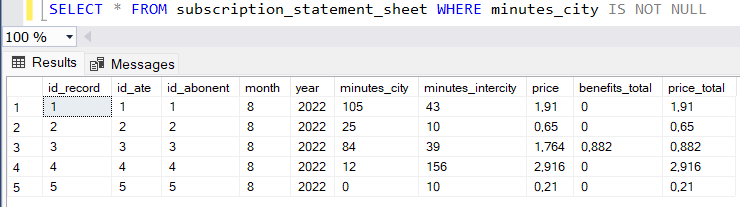 SELECT * FROM subscription_statement_sheet WHERE minutes_city IS NOT NULL
100 %
Results Messages
id_record id_ate id_abonent month year minutes_city minutes_intercity price benefits_total price_total
1 1 1 1 8 2022 105 43 1,91 0 1,91
2 2 2 2 8 2022 25 10 0,65 0 0,65
3 3 3 3 8 2022 84 39 1,764 0,882 0,882
4 4 4 4 8 2022 12 156 2,916 0 2,916
5 5 5 5 8 2022 0 10 0,21 0 0,21